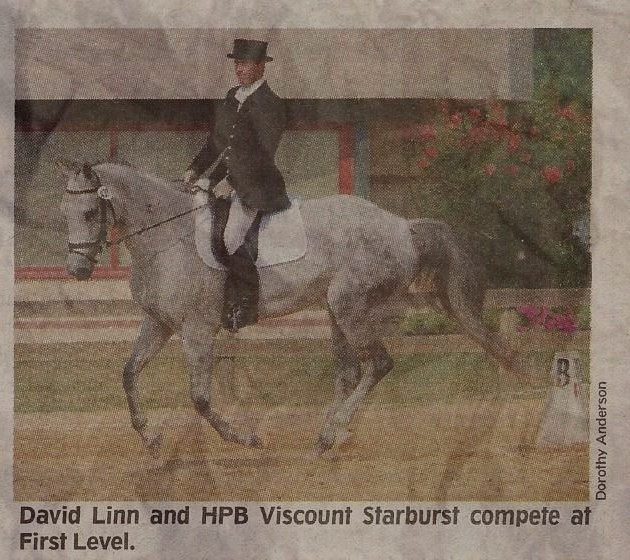 B
Dorothy Anderson
David Linn and HPB Viscount Starburst compete at
First Level.